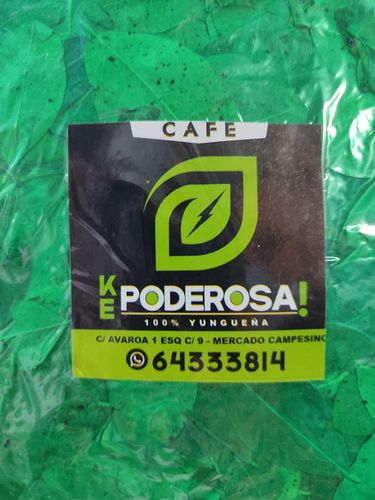 CAFE
KE PODEROSA!
100% YUNGUEÑA
C/ AVAROA 1 ESQ C/ 9 - MERCADO CAMPESINO
64333814